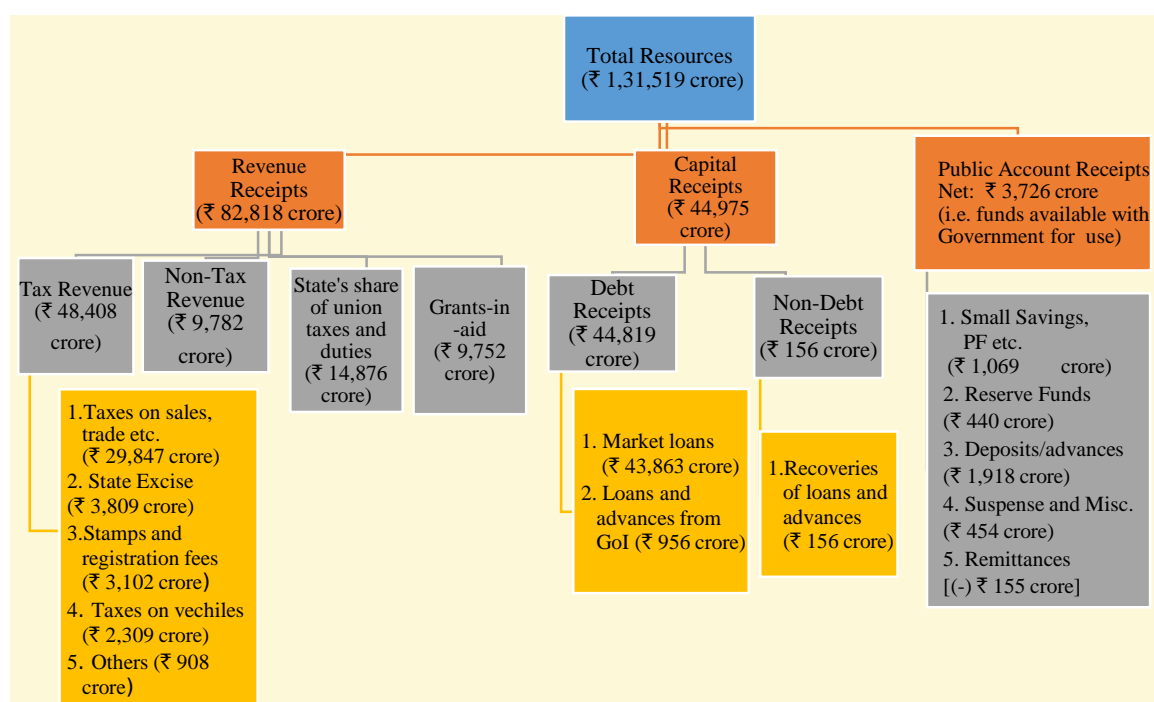 Total Resources
(₹ 1,31,519 crore)
Revenue
Receipts
(₹ 82,818 crore)
Capital
Receipts
(₹ 44,975
crore)
Public Account Receipts
Net: ₹ 3,726 crore
(i.e. funds available with
Government for use)
Tax Revenue
(₹ 48,408
crore)
Non-Tax
Revenue
(₹ 9,782
crore)
State's share
of union
taxes and
duties
(₹ 14,876
crore)
Grants-in
-aid
(₹ 9,752
crore)
Debt
Receipts
(₹ 44,819
crore)
Non-Debt
Receipts
(₹ 156 crore)
1.Taxes on sales,
trade etc.
(₹ 29,847 crore)
2. State Excise
(₹ 3,809 crore)
3.Stamps and
registration fees
(₹ 3,102 crore)
4. Taxes on vechiles
(₹ 2,309 crore)
5. Others (₹ 908
crore)
1. Market loans
(₹ 43,863 crore)
2. Loans and
advances from
GoI (₹ 956 crore)
1.Recoveries
of loans and
advances
(₹ 156 crore)
1. Small Savings,
PF etc.
(₹ 1,069 crore)
2. Reserve Funds
(₹ 440 crore)
3. Deposits/advances
(₹ 1,918 crore)
4. Suspense and Misc.
(₹ 454 crore)
5. Remittances
[(-) ₹ 155 crore]